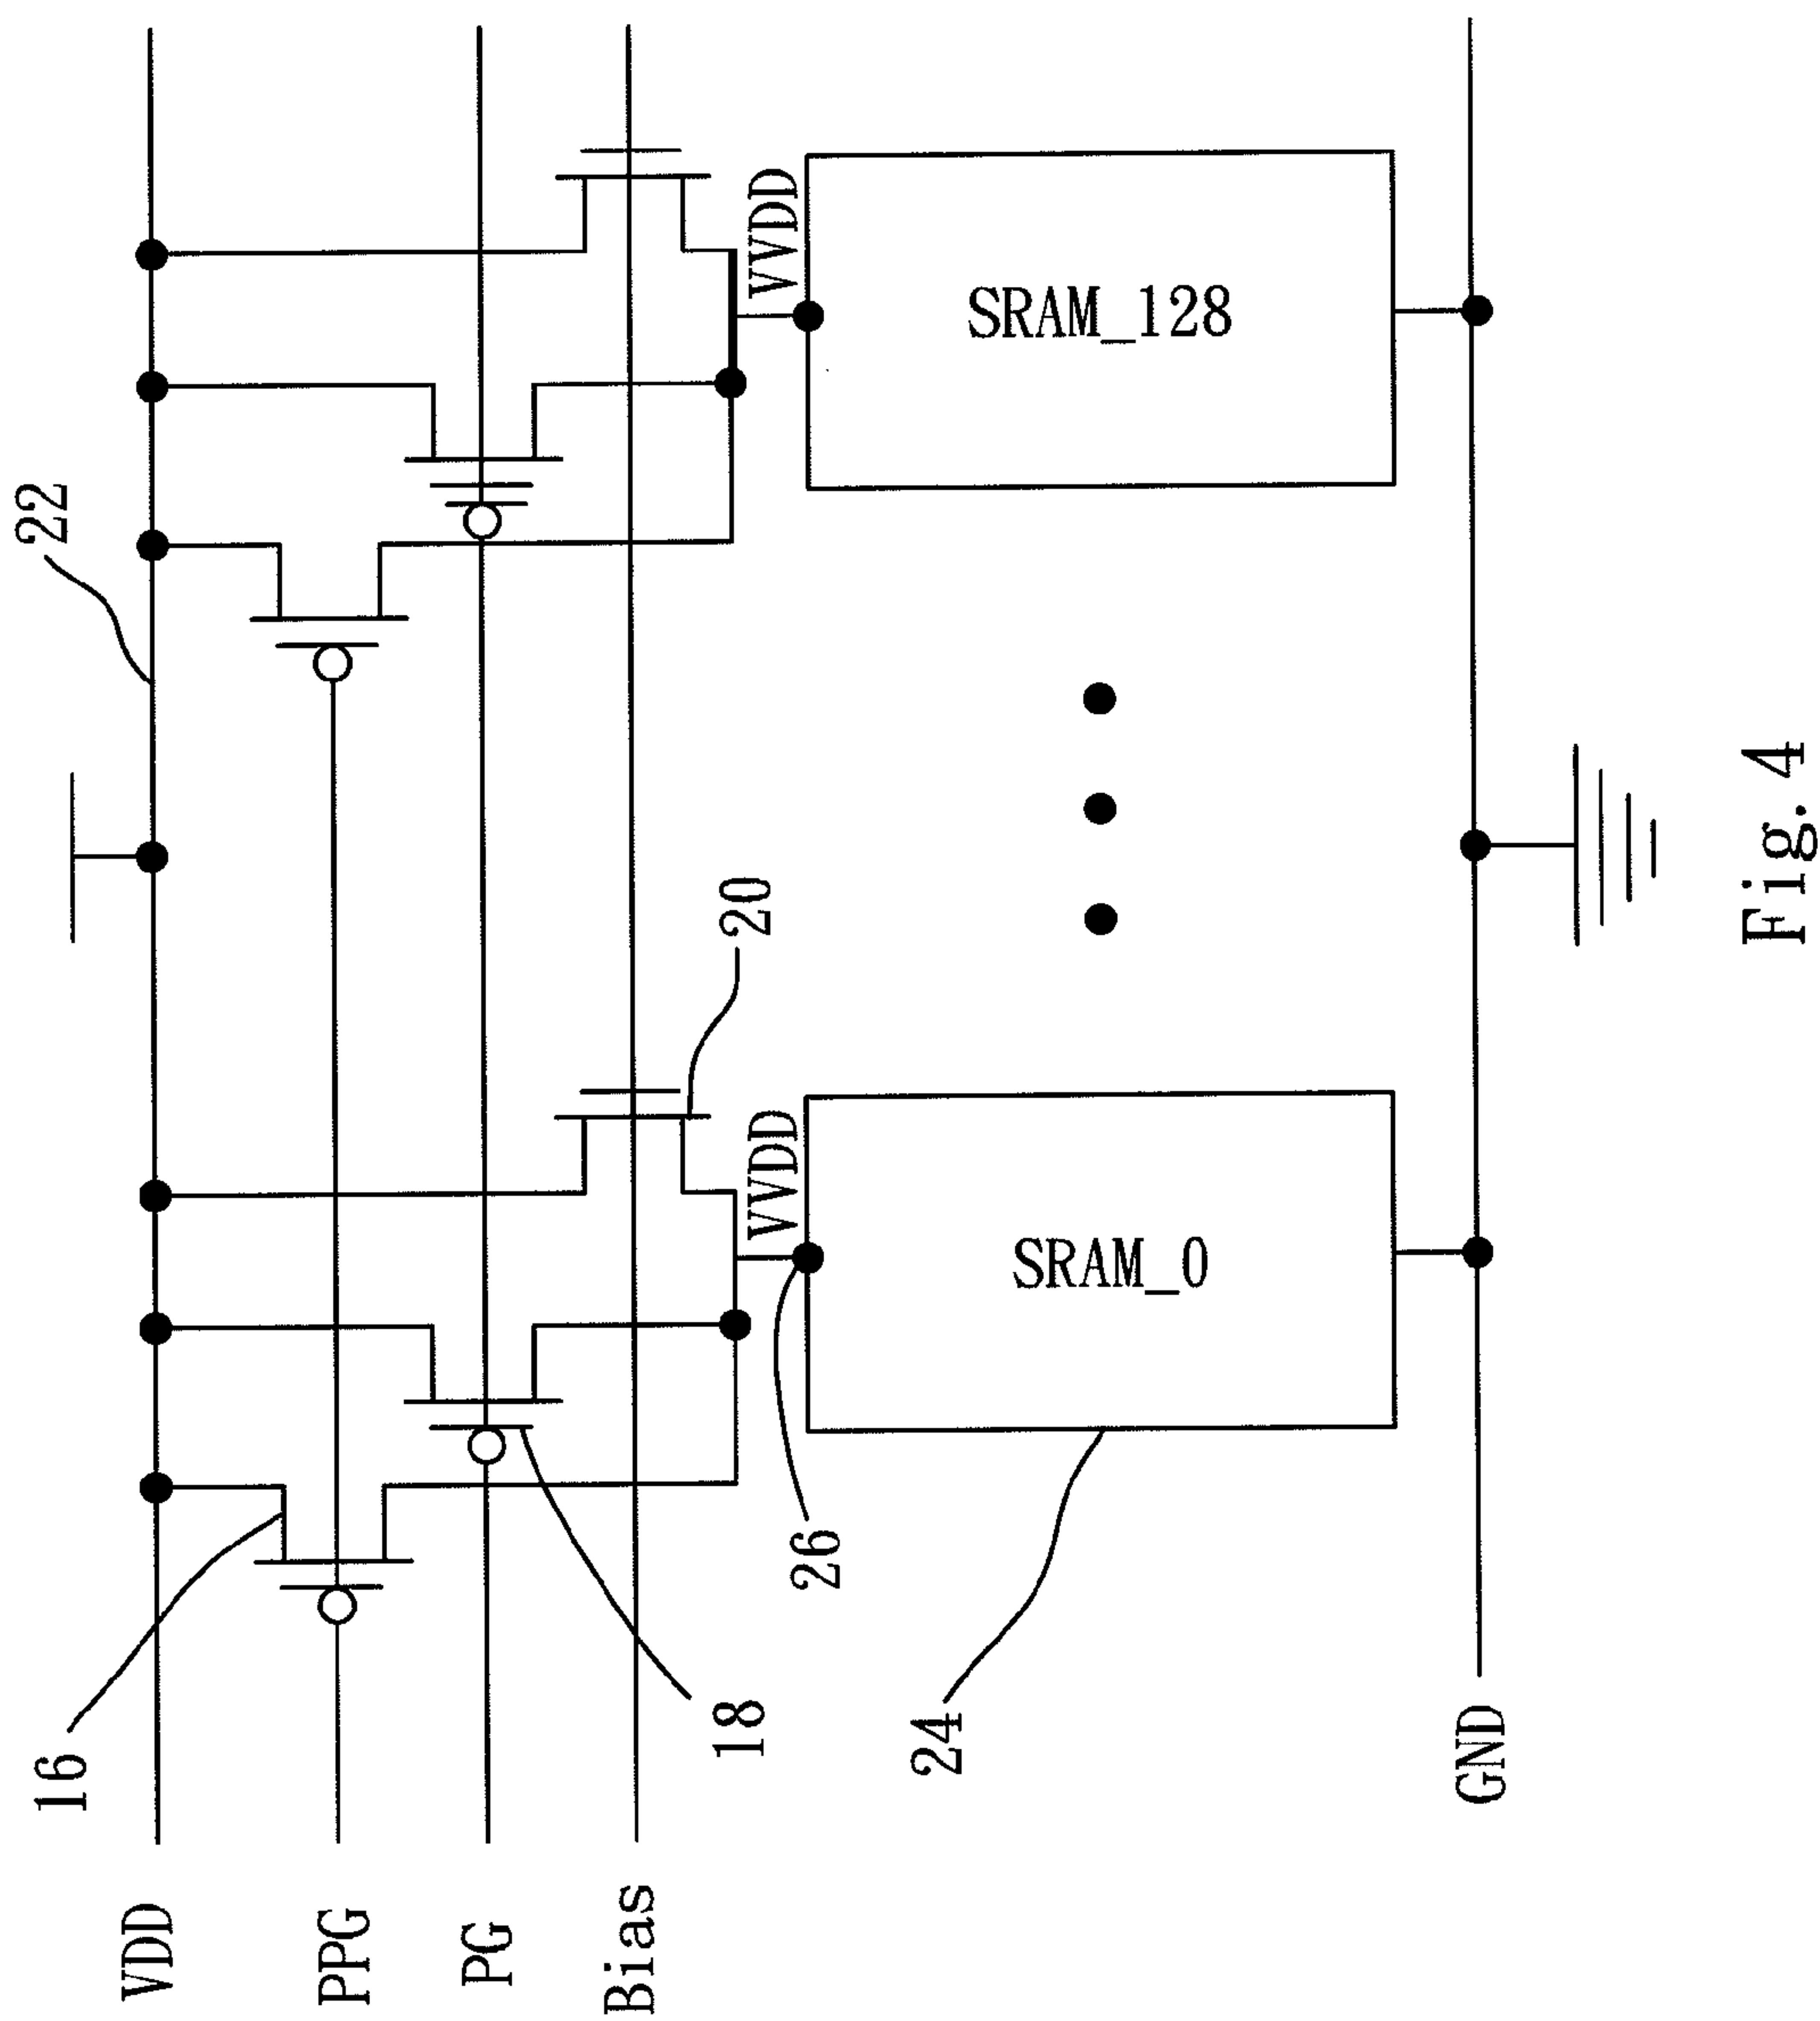 22
VDD
16
PPG
PG
18
Bias
20
VVDD
VVDD
26
SRAM_0
SRAM_128
24
GND
Fig. 4